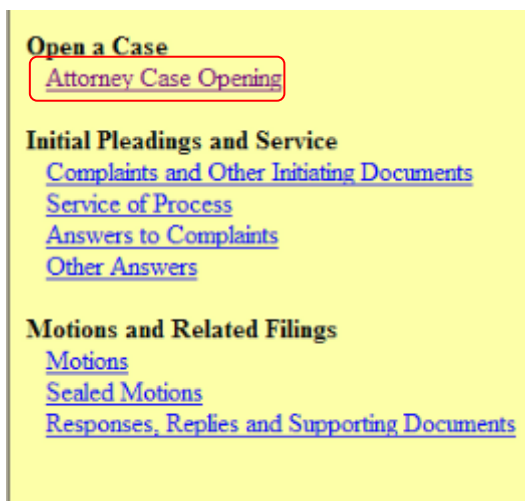 Open a Case
Attorney Case Opening
Initial Pleadings and Service
Complaints and Other Initiating Documents
Service of Process
Answers to Complaints
Other Answers
Motions and Related Filings
Motions
Sealed Motions
Responses, Replies and Supporting Documents